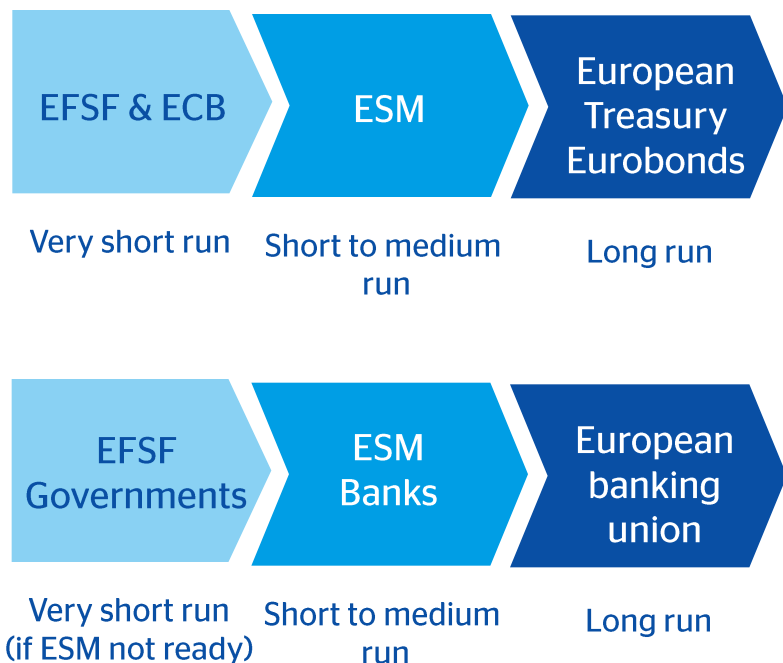 EFSF & ECB
ESM
European
Treasury
Eurobonds
Very short run
Short to medium
run
Long run
EFSF
Governments
ESM
Banks
European
banking
union
Very short run
(if ESM not ready)
Short to medium
run
Long run